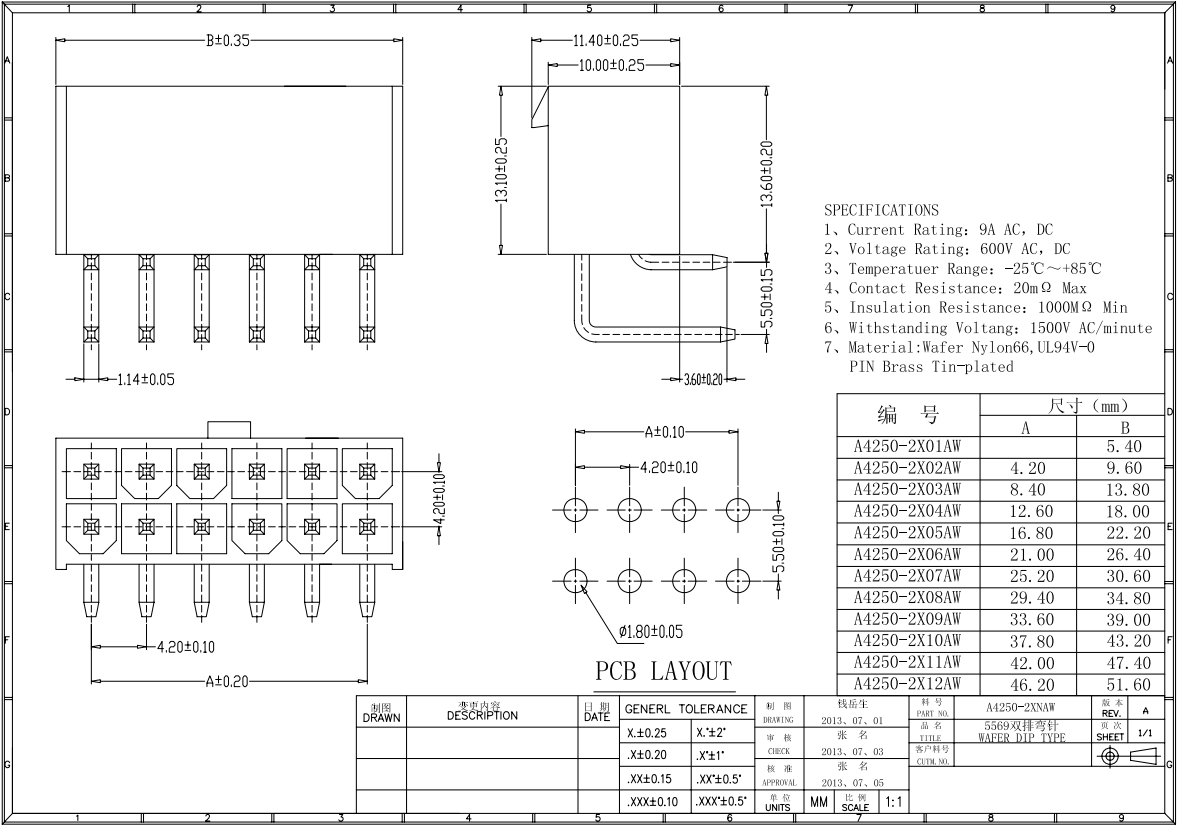 1 2 3 4 5 6 7 8 9
A B C D E F G
A B C D E F G
B±0.35
1.14±0.05
11.40±0.25
10.00±0.25
13.10±0.25
13.60±0.20
5.50±0.15
3.60±0.20
SPECIFICATIONS
1、Current Rating: 9A AC, DC
2、Voltage Rating: 600V AC, DC
3、Temperatuer Range: -25℃～+85℃
4、Contact Resistance: 20mΩ Max
5、Insulation Resistance: 1000MΩ Min
6、Withstanding Voltang: 1500V AC/minute
7、Material:Wafer Nylon66,UL94V-0
PIN Brass Tin-plated
4.20±0.10
4.20±0.10
A±0.20
A±0.10
4.20±0.10
5.50±0.10
ø1.80±0.05
PCB LAYOUT
编 号 尺寸 (mm)
A B
A4250-2X01AW 5.40
A4250-2X02AW 4.20 9.60
A4250-2X03AW 8.40 13.80
A4250-2X04AW 12.60 18.00
A4250-2X05AW 16.80 22.20
A4250-2X06AW 21.00 26.40
A4250-2X07AW 25.20 30.60
A4250-2X08AW 29.40 34.80
A4250-2X09AW 33.60 39.00
A4250-2X10AW 37.80 43.20
A4250-2X11AW 42.00 47.40
A4250-2X12AW 46.20 51.60
制图
DRAWN
变更内容
DESCRIPTION
日 期
DATE
GENERL TOLERANCE
X.±0.25 X.°±2°
.X±0.20 .X°±1°
.XX±0.15 .XX°±0.5°
.XXX±0.10 .XXX°±0.5°
制 图
DRAWING
钱岳生
2013、07、01
审 核
CHECK
张 名
2013、07、03
核 准
APPROVAL
张 名
2013、07、05
单 位
UNITS
MM
比 例
SCALE
1:1
料 号
PART NO.
A4250-2XNAW
品 名
TITLE
5569双排弯针
WAFER DIP TYPE
客户料号
CUTM.NO.
版 本
REV.
A
页 次
SHEET
1/1
1 2 3 4 5 6 7 8 9